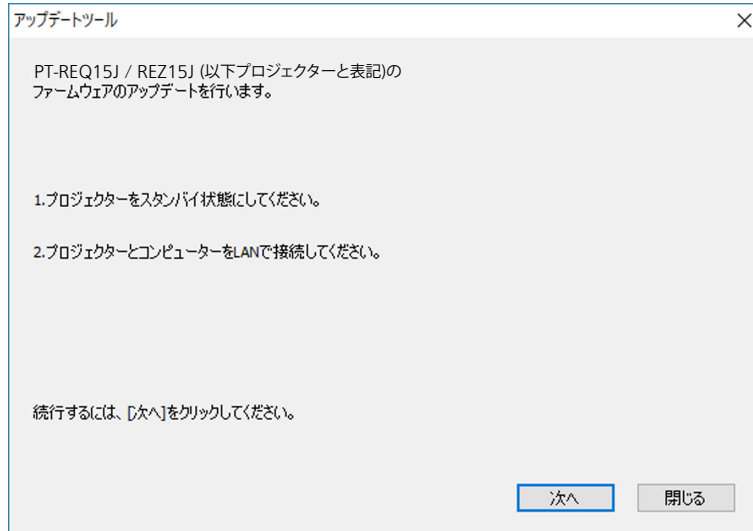 アップデートツール
PT-REQ15J / REZ15J (以下プロジェクターと表記)の
ファームウェアのアップデートを行います。
1.プロジェクターをスタンバイ状態にしてください。
2.プロジェクターとコンピューターをLANで接続してください。
続行するには、[次へ]をクリックしてください。
次へ
閉じる